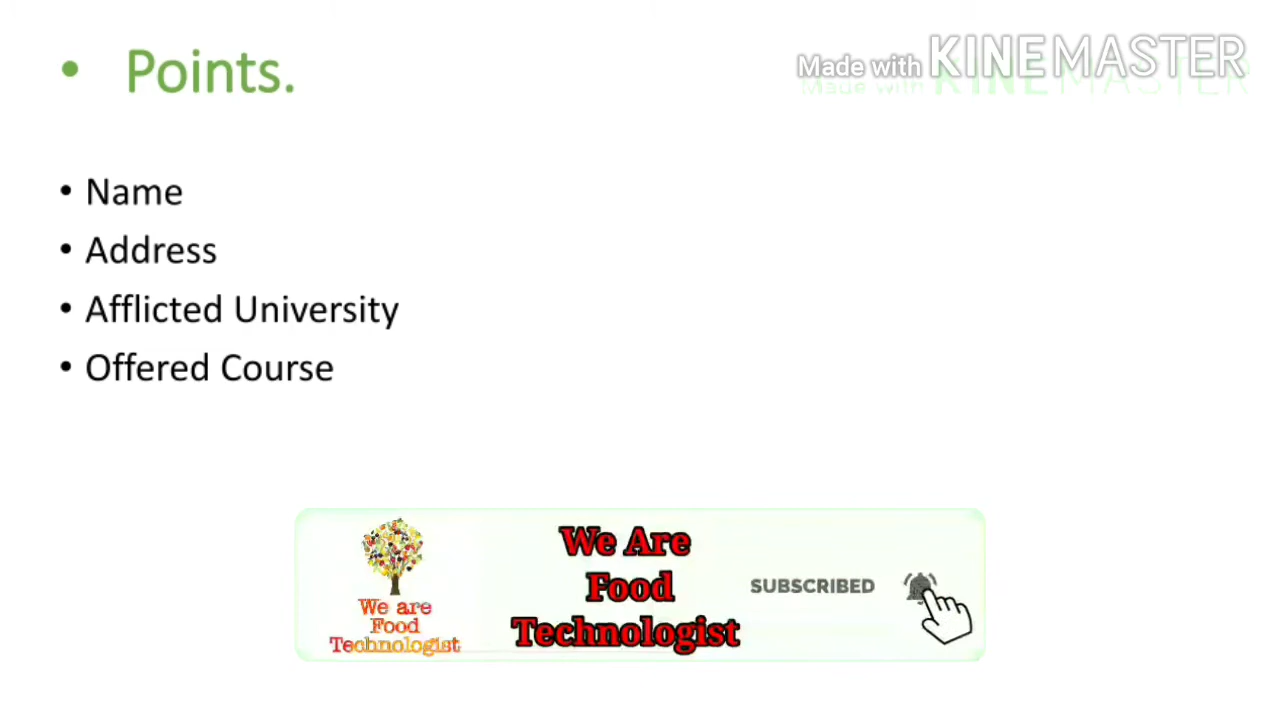 • Points.
Made with KINEMASTER
• Name
• Address
• Afflicted University
• Offered Course
We are
Food
Technologist
We Are
Food
Technologist
SUBSCRIBED